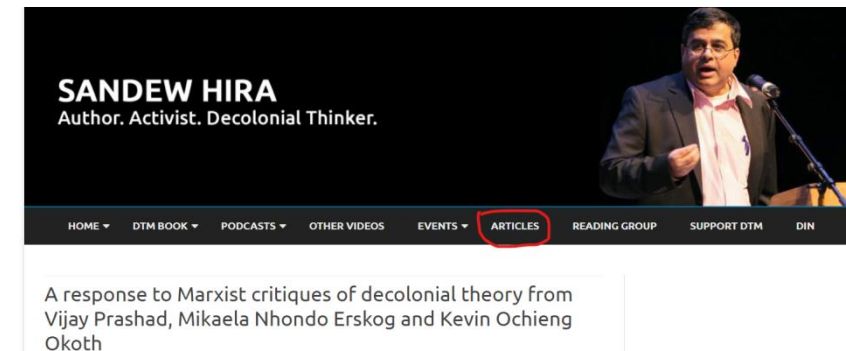 SANDEW HIRA
Author. Activist. Decolonial Thinker.
HOME DTM BOOK PODCASTS OTHER VIDEOS EVENTS ARTICLES READING GROUP SUPPORT DTM DIN
A response to Marxist critiques of decolonial theory from
Vijay Prashad, Mikaela Nhondo Erskog and Kevin Ochieng
Okoth